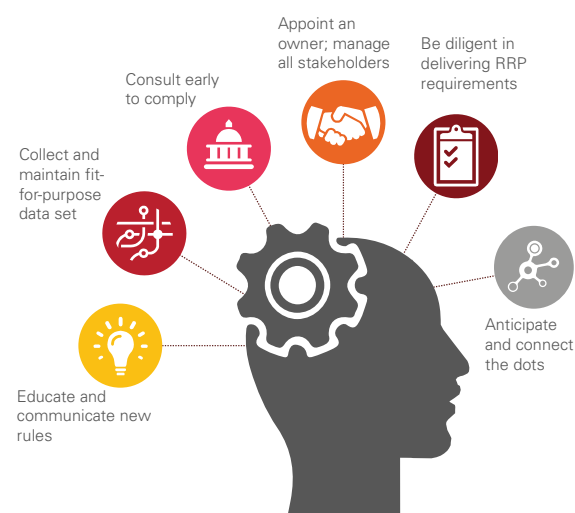 Appoint an
owner; manage
all stakeholders
Be diligent in
delivering RRP
requirements
Consult early
to comply
Collect and
maintain fit-
for-purpose
data set
Anticipate
and connect
the dots
Educate and
communicate new
rules